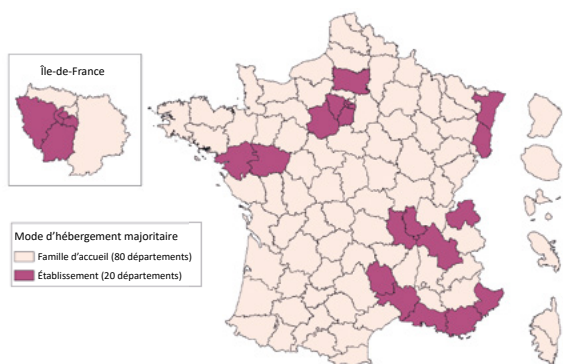 Île-de-France
Mode d’hébergement majoritaire
Famille d’accueil (80 départements)
Établissement (20 départements)